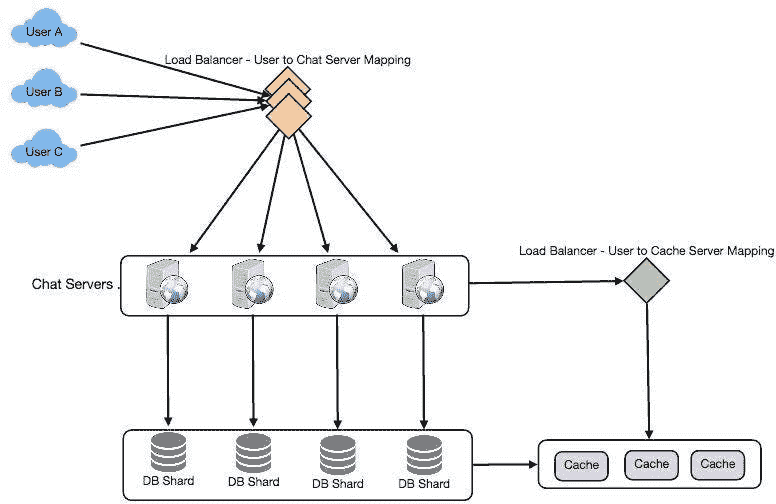 User A
Load Balancer - User to Chat Server Mapping
User B
User C
Load Balancer - User to Cache Server Mapping
Chat Servers
DB Shard
DB Shard
DB Shard
DB Shard
Cache
Cache
Cache